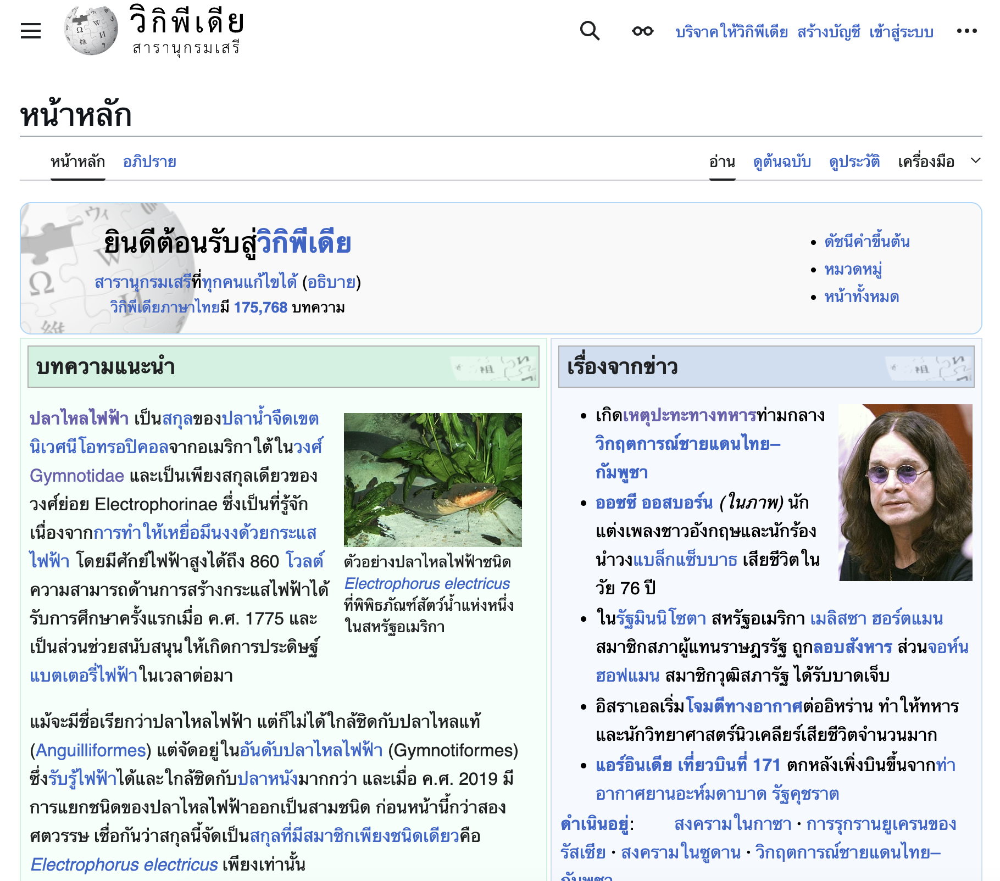 วิกิพีเดีย
สารานุกรมเสรี
บริจาคให้วิกิพีเดีย สร้างบัญชี เข้าสู่ระบบ
หน้าหลัก
หน้าหลัก อภิปราย
อ่าน ดูต้นฉบับ ดูประวัติ เครื่องมือ
ยินดีต้อนรับสู่วิกิพีเดีย
สารานุกรมเสรีที่ทุกคนแก้ไขได้ (อธิบาย)
วิกิพีเดียภาษาไทยมี 175,768 บทความ
ดัชนีคำขึ้นต้น
หมวดหมู่
หน้าทั้งหมด
บทความแนะนำ
ปลาไหลไฟฟ้า เป็นสกุลของปลาน้ำจืดเขต
นิเวศนีโอทรอปิคอลจากอเมริกาใต้ในวงศ์
Gymnotidae และเป็นเพียงสกุลเดียวของ
วงศ์ย่อย Electrophorinae ซึ่งเป็นที่รู้จัก
เนื่องจากการทำให้เหยื่อมึนงงด้วยกระแส
ไฟฟ้า โดยมีศักย์ไฟฟ้าสูงได้ถึง 860 โวลต์
ความสามารถด้านการสร้างกระแสไฟฟ้าได้
รับการศึกษาครั้งแรกเมื่อ ค.ศ. 1775 และ
เป็นส่วนช่วยสนับสนุนให้เกิดการประดิษฐ์
แบตเตอรี่ไฟฟ้าในเวลาต่อมา
ตัวอย่างปลาไหลไฟฟ้าชนิด
Electrophorus electricus
ที่พิพิธภัณฑ์สัตว์น้ำแห่งหนึ่ง
ในสหรัฐอเมริกา
แม้จะมีชื่อเรียกว่าปลาไหลไฟฟ้า แต่ก็ไม่ได้ใกล้ชิดกับปลาไหลแท้
(Anguilliformes) แต่จัดอยู่ในอันดับปลาไหลไฟฟ้า (Gymnotiformes)
ซึ่งรับรู้ไฟฟ้าได้และใกล้ชิดกับปลาหนังมากกว่า และเมื่อ ค.ศ. 2019 มี
การแยกชนิดของปลาไหลไฟฟ้าออกเป็นสามชนิด ก่อนหน้านี้กว่าสอง
ศตวรรษ เชื่อกันว่าสกุลนี้จัดเป็นสกุลที่มีสมาชิกเพียงชนิดเดียวคือ
Electrophorus electricus เพียงเท่านั้น
เรื่องจากข่าว
เกิดเหตุปะทะทางทหารท่ามกลาง
วิกฤตการณ์ชายแดนไทย–
กัมพูชา
ออซซี ออสบอร์น (ในภาพ) นัก
แต่งเพลงชาวอังกฤษและนักร้อง
นำวงแบล็กแซ็บบาธ เสียชีวิตใน
วัย 76 ปี
ในรัฐมินนิโซตา สหรัฐอเมริกา เมลิสซา ฮอร์ตแมน
สมาชิกสภาผู้แทนราษฎรรัฐ ถูกลอบสังหาร ส่วนจอห์น
ฮอฟแมน สมาชิกวุฒิสภารัฐ ได้รับบาดเจ็บ
อิสราเอลเริ่มโจมตีทางอากาศต่ออิหร่าน ทำให้ทหาร
และนักวิทยาศาสตร์นิวเคลียร์เสียชีวิตจำนวนมาก
แอร์อินเดีย เที่ยวบินที่ 171 ตกหลังเพิ่งบินขึ้นจากท่า
อากาศยานอะห์มดาบาด รัฐคุชราต
ดำเนินอยู่: สงครามในกาซา · การรุกรานยูเครนของ
รัสเซีย · สงครามในซูดาน · วิกฤตการณ์ชายแดนไทย–
กัมพูชา